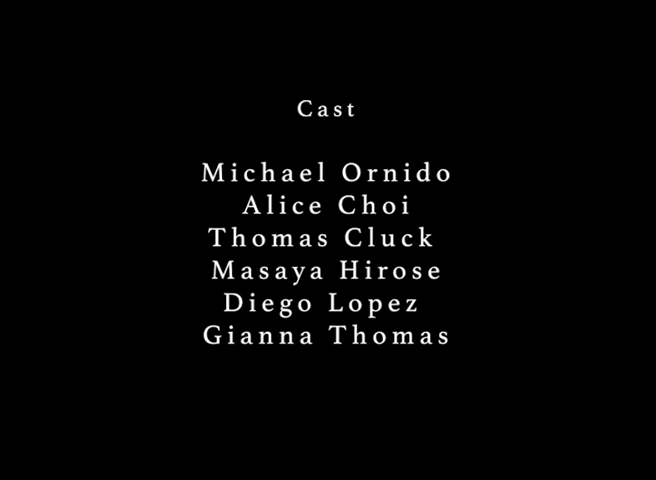 Cast
Michael Ornido
Alice Choi
Thomas Cluck
Masaya Hirose
Diego Lopez
Gianna Thomas